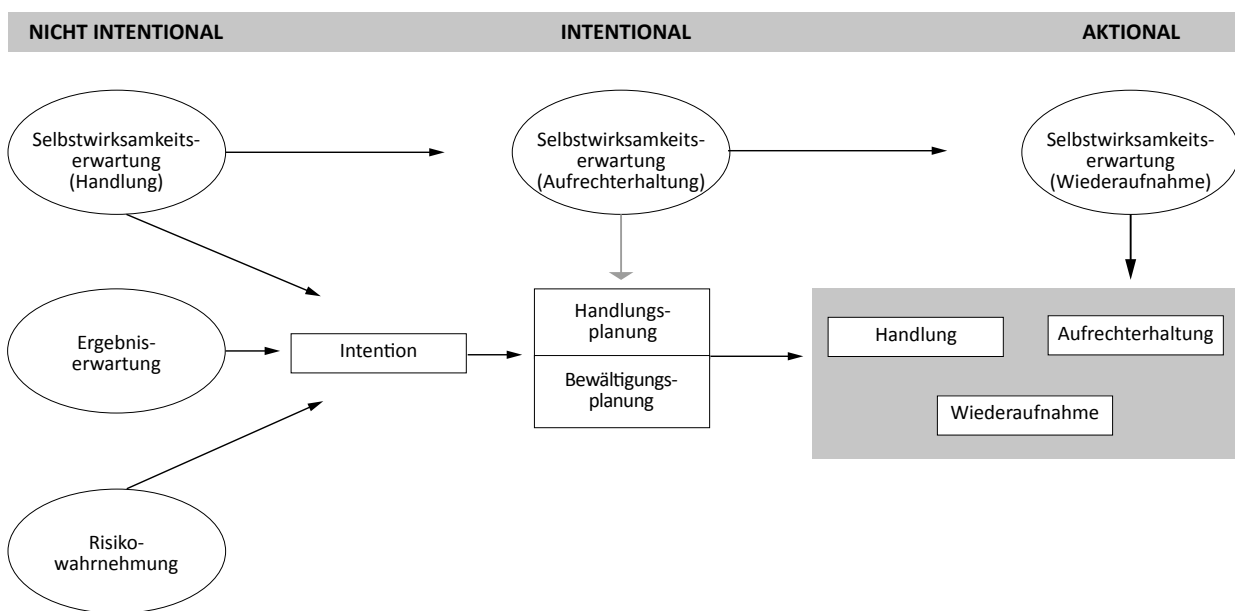 NICHT INTENTIONAL INTENTIONAL AKTIONAL
Selbstwirksamkeits-
erwartung
(Handlung)
Selbstwirksamkeits-
erwartung
(Aufrechterhaltung)
Selbstwirksamkeits-
erwartung
(Wiederaufnahme)
Ergebnis-
erwartung
Intention
Handlungs-
planung
Bewältigungs-
planung
Handlung
Aufrechterhaltung
Wiederaufnahme
Risiko-
wahrnehmung